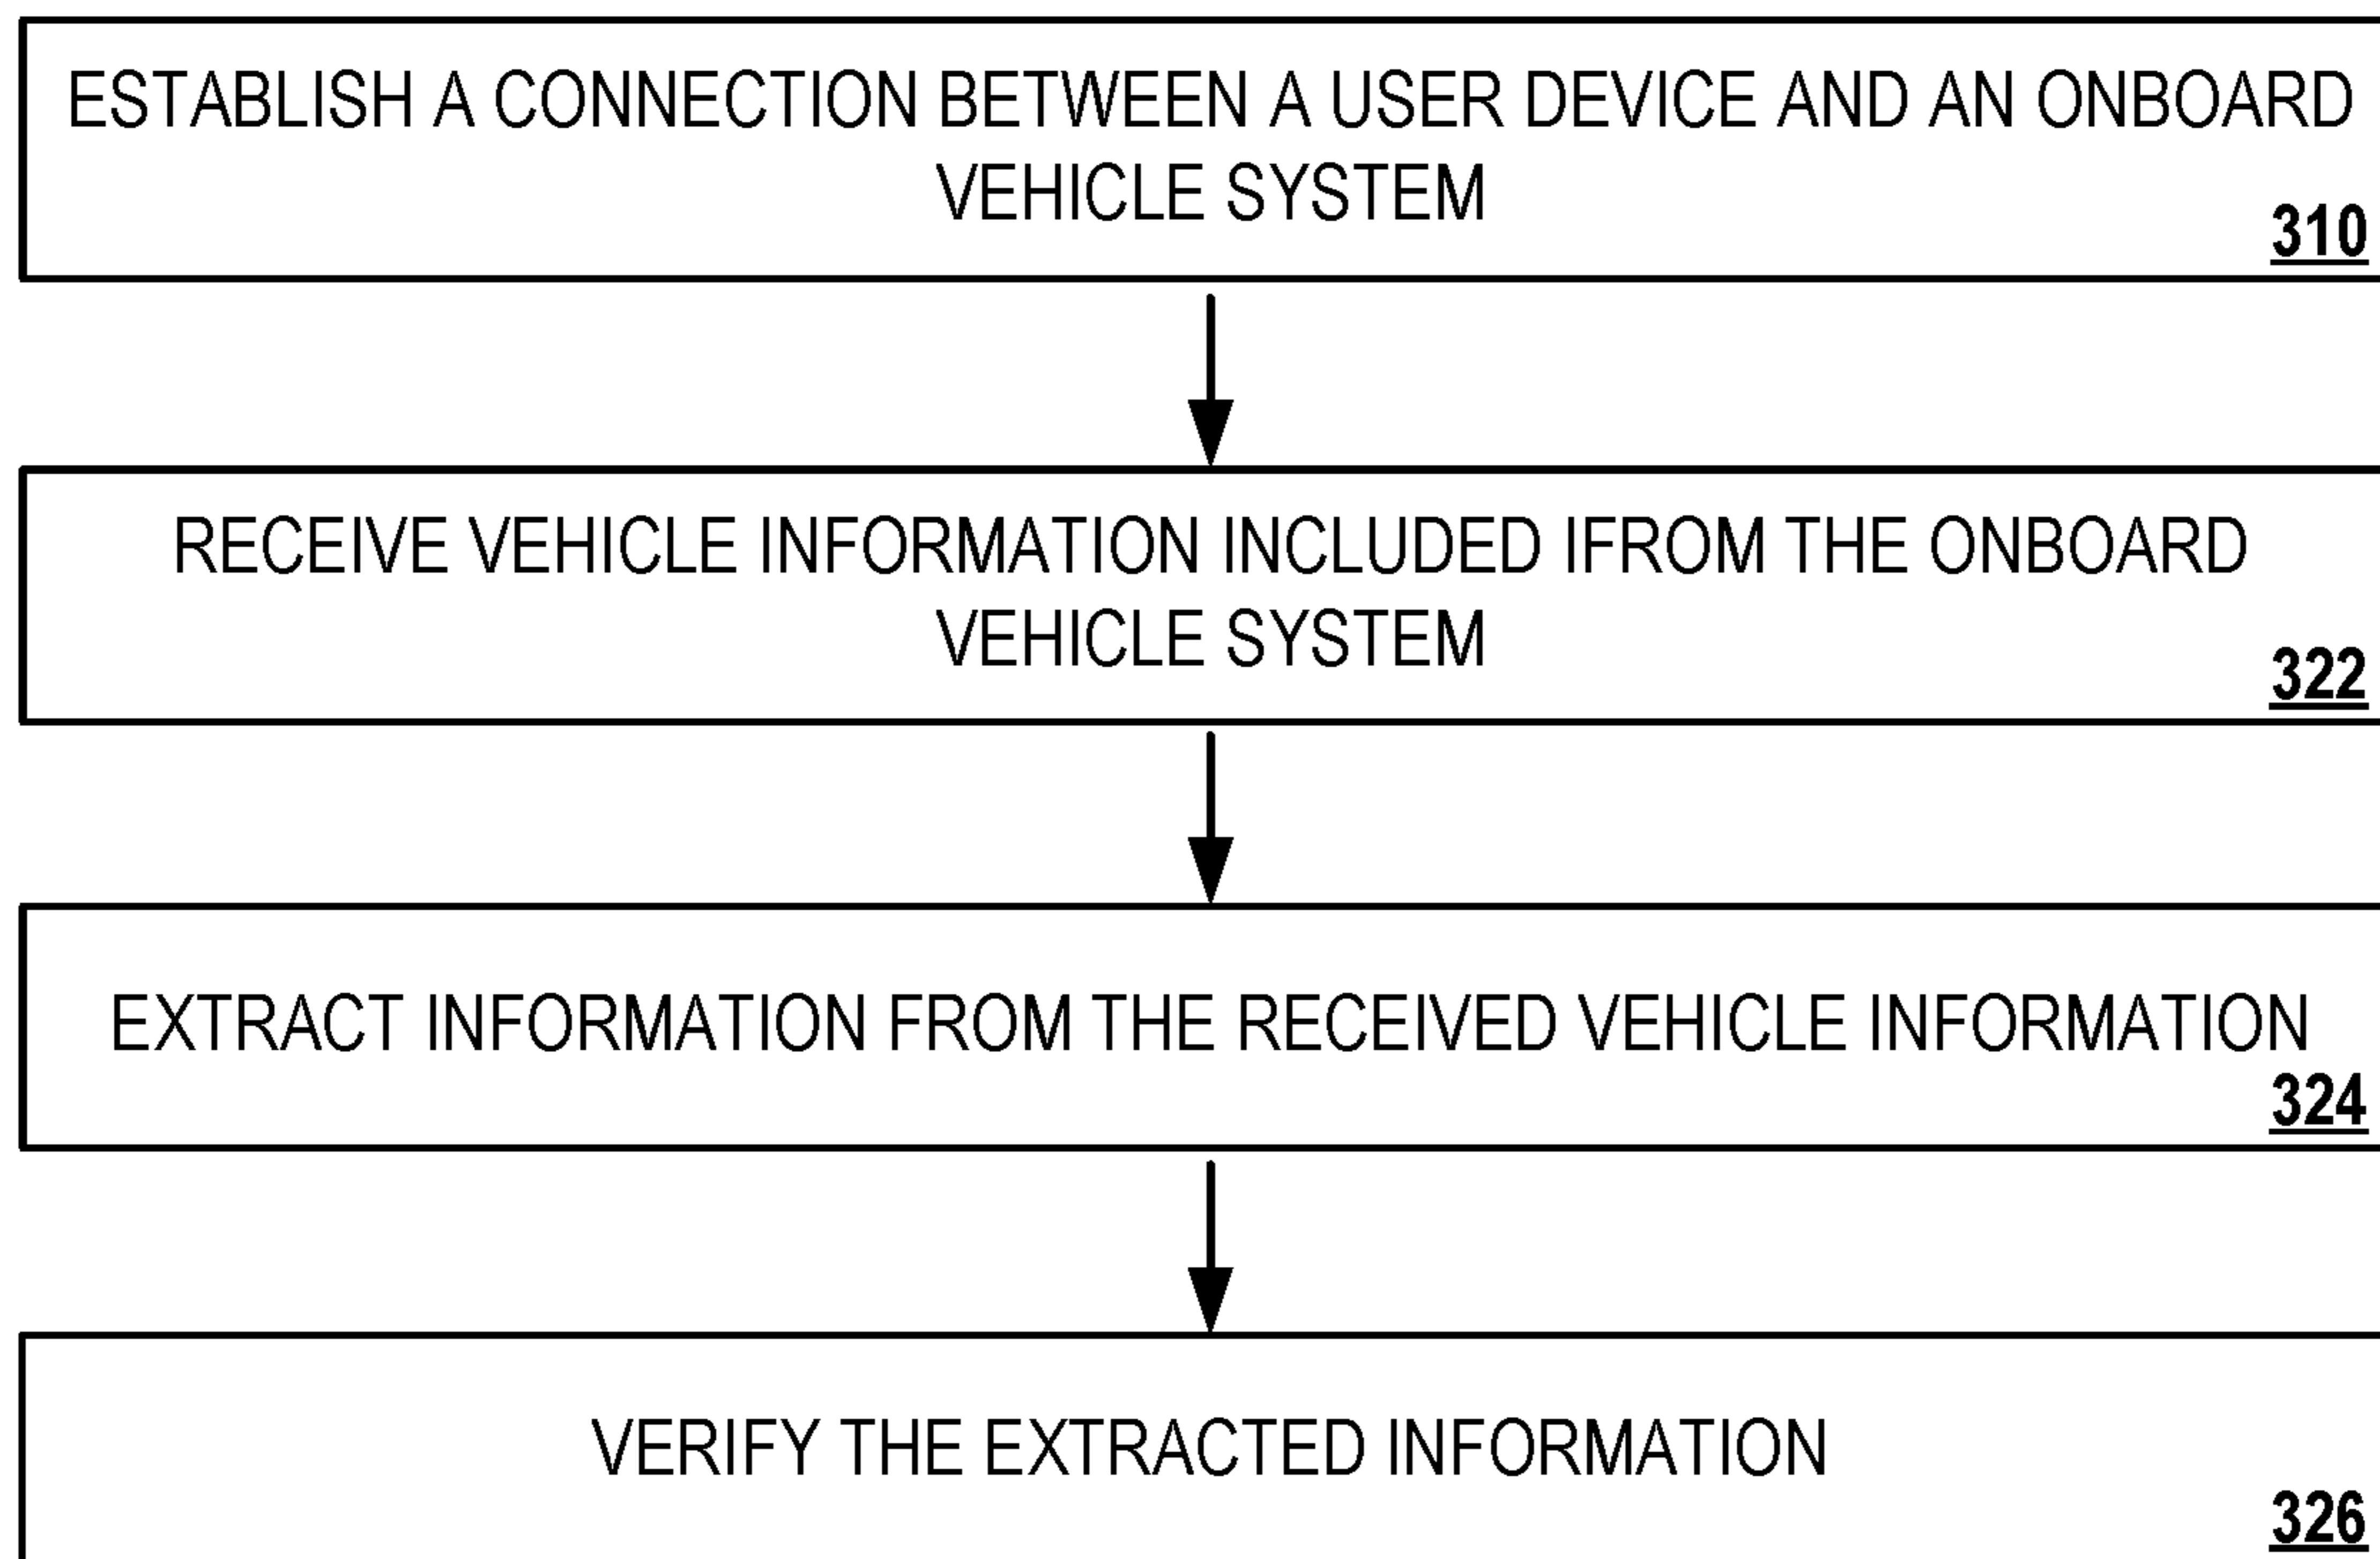 ESTABLISH A CONNECTION BETWEEN A USER DEVICE AND AN ONBOARD
VEHICLE SYSTEM
310
RECEIVE VEHICLE INFORMATION INCLUDED IFROM THE ONBOARD
VEHICLE SYSTEM
322
EXTRACT INFORMATION FROM THE RECEIVED VEHICLE INFORMATION
324
VERIFY THE EXTRACTED INFORMATION
326